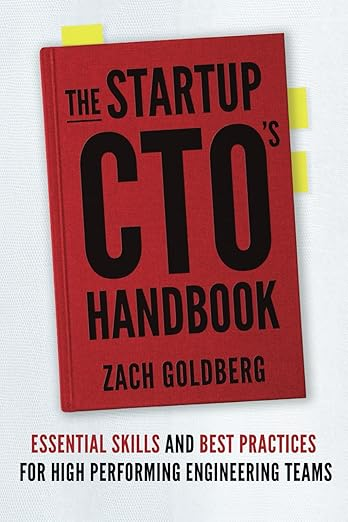 THE STARTUP
CTO'S
HANDBOOK
ZACH GOLDBERG
ESSENTIAL SKILLS AND BEST PRACTICES
FOR HIGH PERFORMING ENGINEERING TEAMS